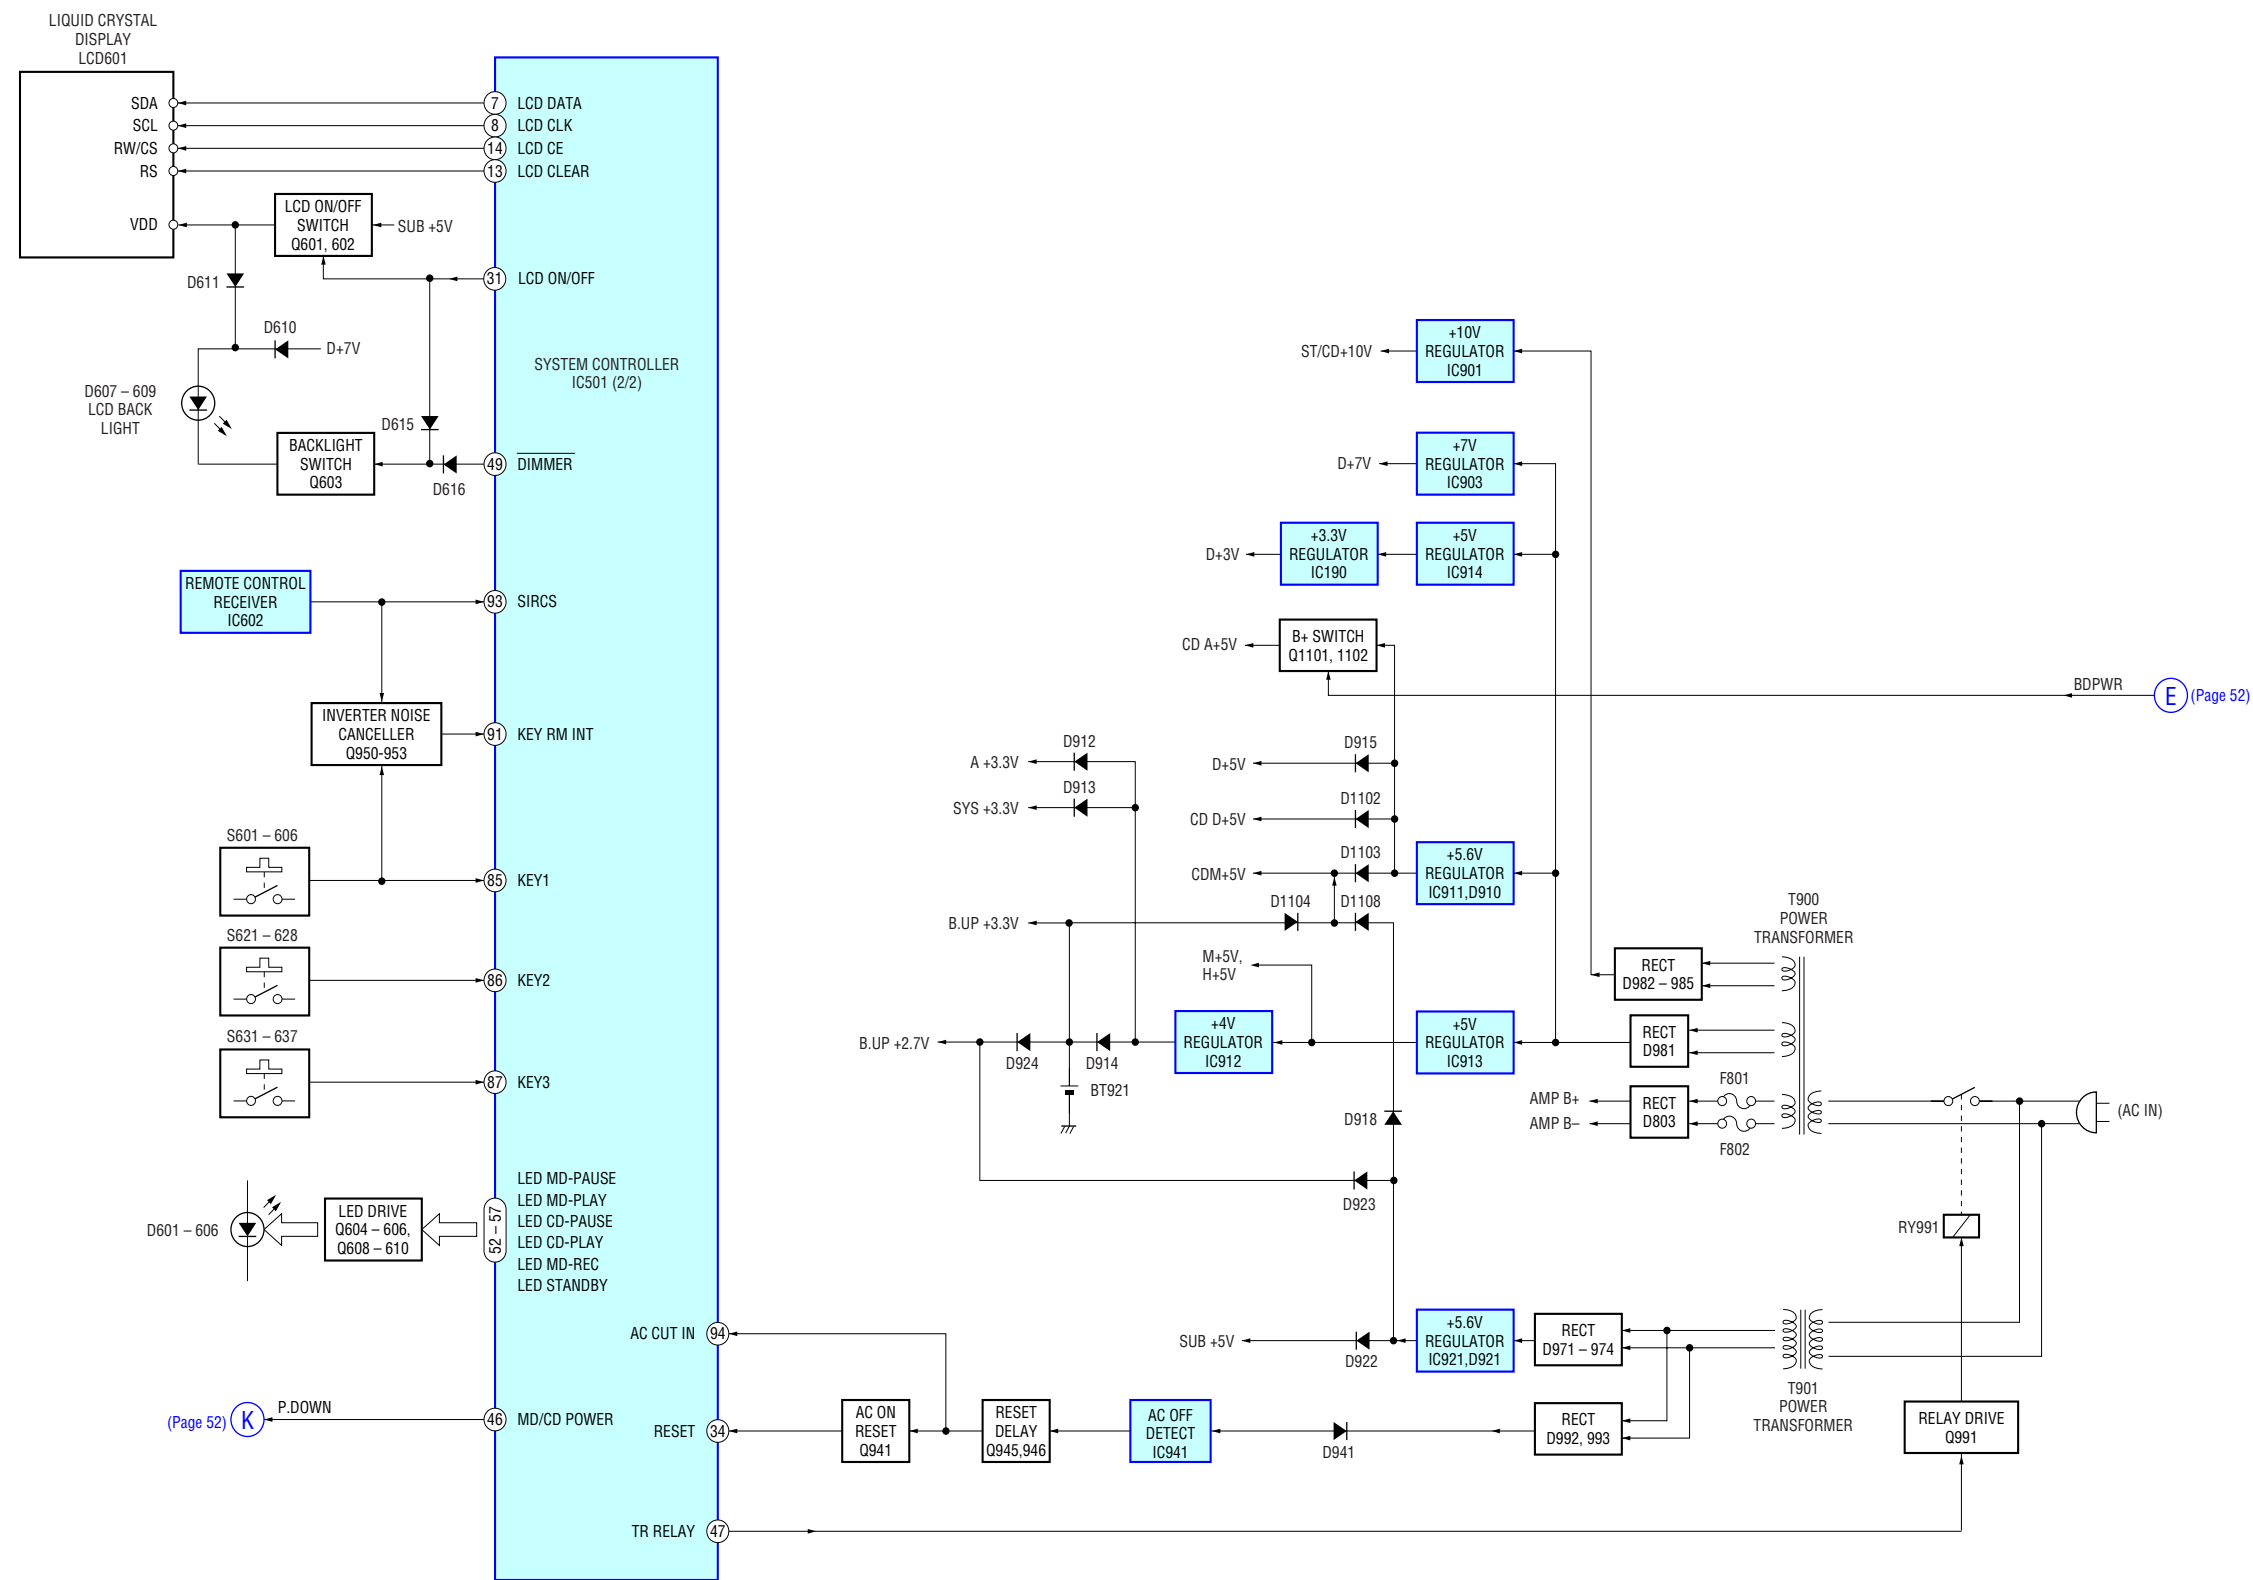 LIQUID CRYSTAL
DISPLAY
LCD601
SDA
SCL
RW/CS
RS
VDD
7 LCD DATA
8 LCD CLK
14 LCD CE
13 LCD CLEAR
LCD ON/OFF
SWITCH
Q601, 602
SUB +5V
31 LCD ON/OFF
D611
D610
D+7V
D607 – 609
LCD BACK
LIGHT
D615
BACKLIGHT
SWITCH
Q603
D616
49 DIMMER
SYSTEM CONTROLLER
IC501 (2/2)
REMOTE CONTROL
RECEIVER
IC602
93 SIRCS
INVERTER NOISE
CANCELLER
Q950-953
91 KEY RM INT
S601 – 606
85 KEY1
S621 – 628
86 KEY2
S631 – 637
87 KEY3
D601 – 606
LED DRIVE
Q604 – 606,
Q608 – 610
52 – 57
LED MD-PAUSE
LED MD-PLAY
LED CD-PAUSE
LED CD-PLAY
LED MD-REC
LED STANDBY
AC CUT IN 94
(Page 52) K P.DOWN
46 MD/CD POWER
RESET 34
TR RELAY 47
ST/CD+10V
+10V
REGULATOR
IC901
D+7V
+7V
REGULATOR
IC903
D+3V
+3.3V
REGULATOR
IC190
+5V
REGULATOR
IC914
CD A+5V
B+ SWITCH
Q1101, 1102
BDPWR
E (Page 52)
A +3.3V
D912
SYS +3.3V
D913
D+5V
D915
CD D+5V
D1102
CDM+5V
D1103
+5.6V
REGULATOR
IC911,D910
B.UP +3.3V
D1104
D1108
M+5V,
H+5V
B.UP +2.7V
D924
D914
BT921
+4V
REGULATOR
IC912
+5V
REGULATOR
IC913
T900
POWER
TRANSFORMER
RECT
D982 – 985
RECT
D981
AMP B+
AMP B–
RECT
D803
F801
F802
(AC IN)
D918
D923
RY991
SUB +5V
D922
+5.6V
REGULATOR
IC921,D921
RECT
D971 – 974
T901
POWER
TRANSFORMER
AC ON
RESET
Q941
RESET
DELAY
Q945,946
AC OFF
DETECT
IC941
D941
RECT
D992, 993
RELAY DRIVE
Q991